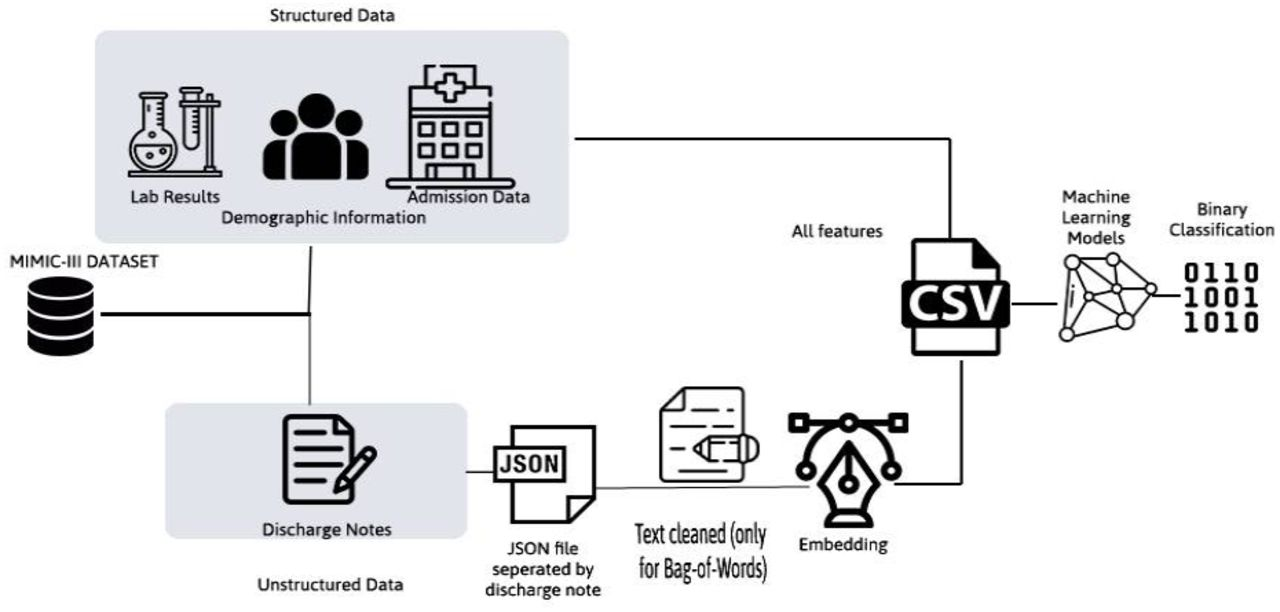 Structured Data
Lab Results
Demographic Information
Admission Data
MIMIC-III DATASET
All features
CSV
Machine
Learning
Models
Binary
Classification
0110
1001
1010
Discharge Notes
Unstructured Data
JSON
JSON file
seperated by
discharge note
Text cleaned (only
for Bag-of-Words)
Embedding